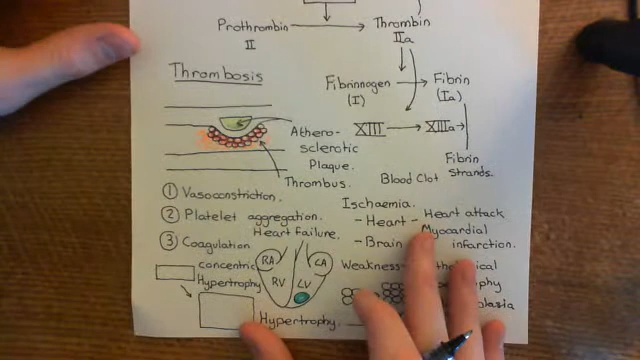 Prothrombin
II
Thrombin
IIa
Fibrinnogen
(I)
Fibrin
(Ia)
XIII
XIIIa
Fibrin
Strands.
Blood Clot
Thrombosis
Athero-
sclerotic
Plaque.
Thrombus.
① Vasoconstriction.
② Platelet aggregation.
③ Coagulation
Ischaemia.
- Heart - Heart attack
Myocardial
infarction.
- Brain
Heart failure.
RA
LA
RV
LV
concentric
Hypertrophy
Hypertrophy.
Weakness